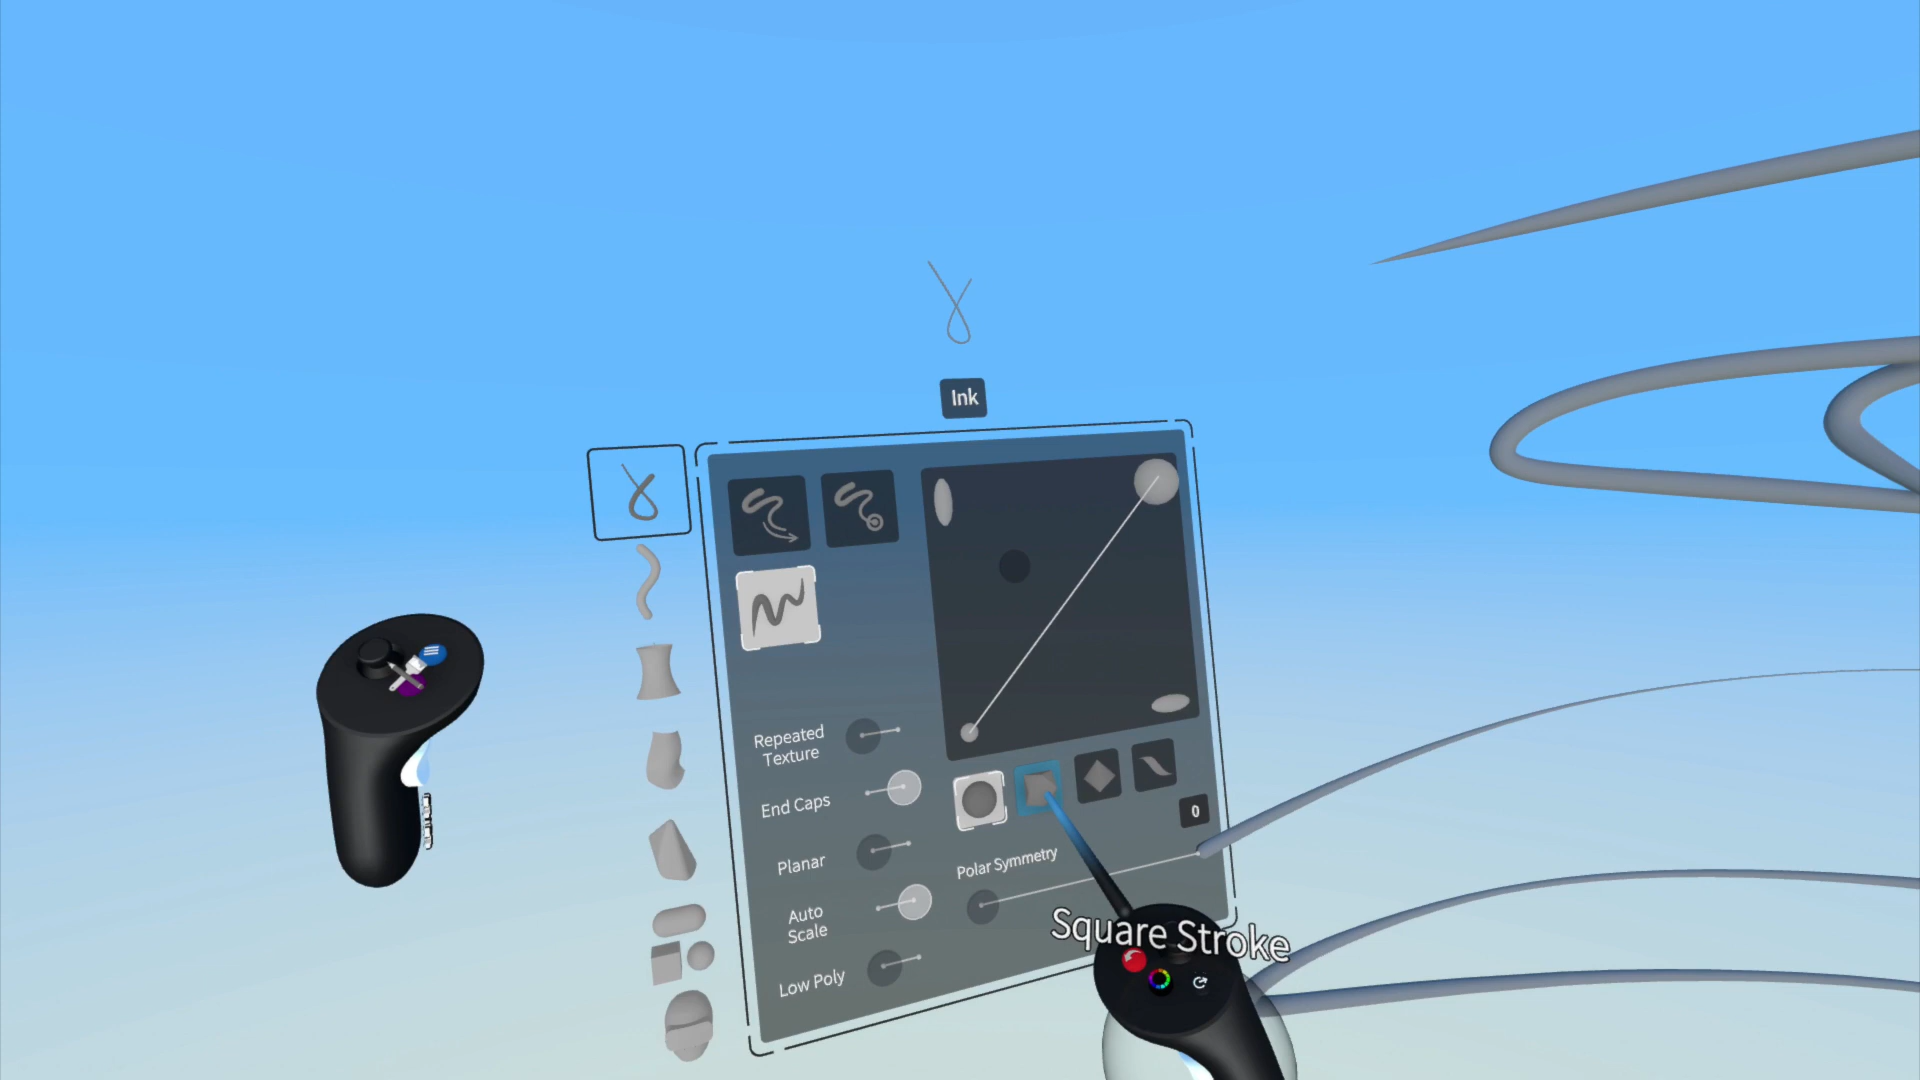 Ink
Repeated
Texture
End Caps
Planar
Auto
Scale
Low Poly
0
Polar Symmetry
Square Stroke